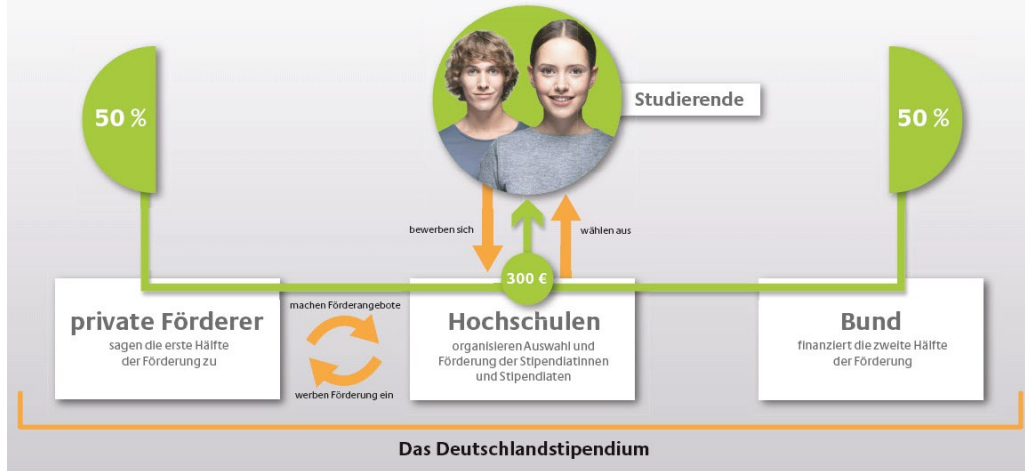 50 %
Studierende
50 %
bewerben sich
wählen aus
300 €
private Förderer
sagen die erste Hälfte
der Förderung zu
machen Förderangebote
werben Förderung ein
Hochschulen
organisieren Auswahl und
Förderung der Stipendiatinnen
und Stipendiaten
Bund
finanziert die zweite Hälfte
der Förderung
Das Deutschlandstipendium